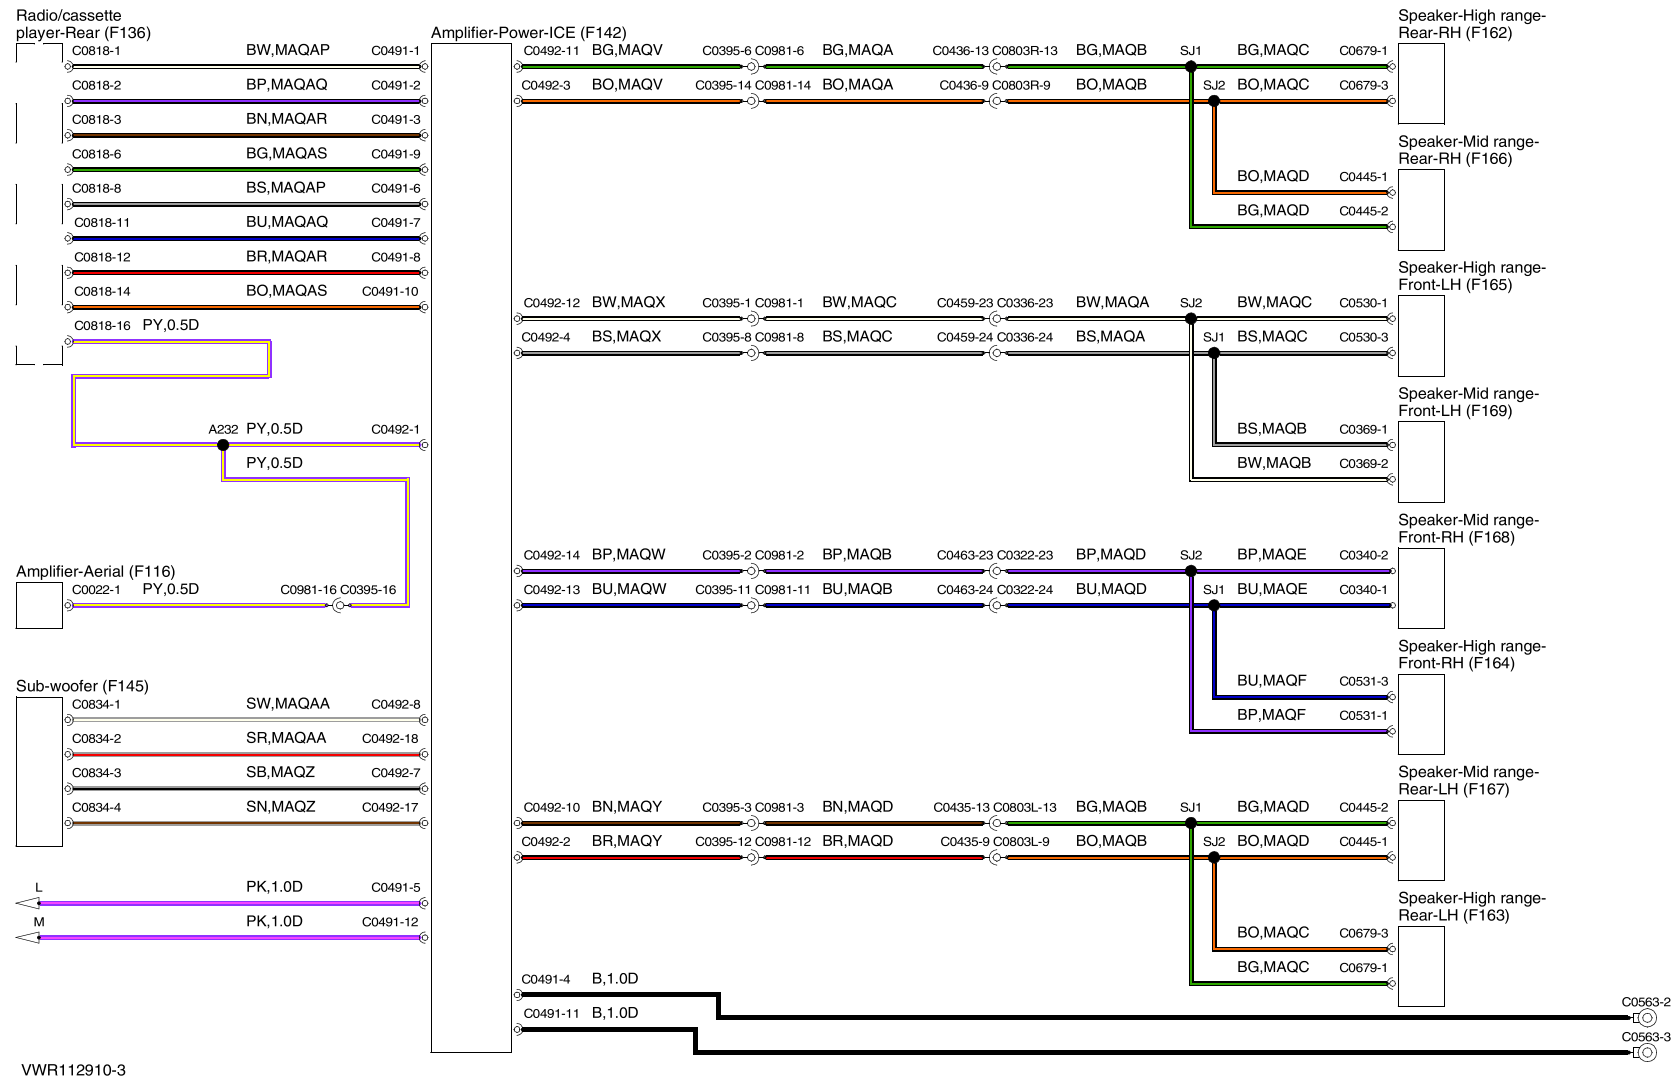 Radio/cassette
player-Rear (F136)
C0818-1 BW,MAQAP C0491-1
C0818-2 BP,MAQAQ C0491-2
C0818-3 BN,MAQAR C0491-3
C0818-6 BG,MAQAS C0491-9
C0818-8 BS,MAQAP C0491-6
C0818-11 BU,MAQAQ C0491-7
C0818-12 BR,MAQAR C0491-8
C0818-14 BO,MAQAS C0491-10
C0818-16 PY,0.5D
A232 PY,0.5D C0492-1
PY,0.5D
Amplifier-Aerial (F116)
C0022-1 PY,0.5D C0981-16 C0395-16
Sub-woofer (F145)
C0834-1 SW,MAQAA C0492-8
C0834-2 SR,MAQAA C0492-18
C0834-3 SB,MAQZ C0492-7
C0834-4 SN,MAQZ C0492-17
L PK,1.0D C0491-5
M PK,1.0D C0491-12
VWR112910-3
Amplifier-Power-ICE (F142)
C0492-11 BG,MAQV C0395-6 C0981-6 BG,MAQA C0436-13 C0803R-13 BG,MAQB SJ1 BG,MAQC C0679-1
C0492-3 BO,MAQV C0395-14 C0981-14 BO,MAQA C0436-9 C0803R-9 BO,MAQB SJ2 BO,MAQC C0679-3
Speaker-High range-
Rear-RH (F162)
Speaker-Mid range-
Rear-RH (F166)
BO,MAQD C0445-1
BG,MAQD C0445-2
Speaker-High range-
Front-LH (F165)
C0492-12 BW,MAQX C0395-1 C0981-1 BW,MAQC C0459-23 C0336-23 BW,MAQA SJ2 BW,MAQC C0530-1
C0492-4 BS,MAQX C0395-8 C0981-8 BS,MAQC C0459-24 C0336-24 BS,MAQA SJ1 BS,MAQC C0530-3
Speaker-Mid range-
Front-LH (F169)
BS,MAQB C0369-1
BW,MAQB C0369-2
Speaker-Mid range-
Front-RH (F168)
C0492-14 BP,MAQW C0395-2 C0981-2 BP,MAQB C0463-23 C0322-23 BP,MAQD SJ2 BP,MAQE C0340-2
C0492-13 BU,MAQW C0395-11 C0981-11 BU,MAQB C0463-24 C0322-24 BU,MAQD SJ1 BU,MAQE C0340-1
Speaker-High range-
Front-RH (F164)
BU,MAQF C0531-3
BP,MAQF C0531-1
Speaker-Mid range-
Rear-LH (F167)
C0492-10 BN,MAQY C0395-3 C0981-3 BN,MAQD C0435-13 C0803L-13 BG,MAQB SJ1 BG,MAQD C0445-2
C0492-2 BR,MAQY C0395-12 C0981-12 BR,MAQD C0435-9 C0803L-9 BO,MAQB SJ2 BO,MAQD C0445-1
Speaker-High range-
Rear-LH (F163)
BO,MAQC C0679-3
BG,MAQC C0679-1
C0491-4 B,1.0D C0563-2
C0491-11 B,1.0D C0563-3